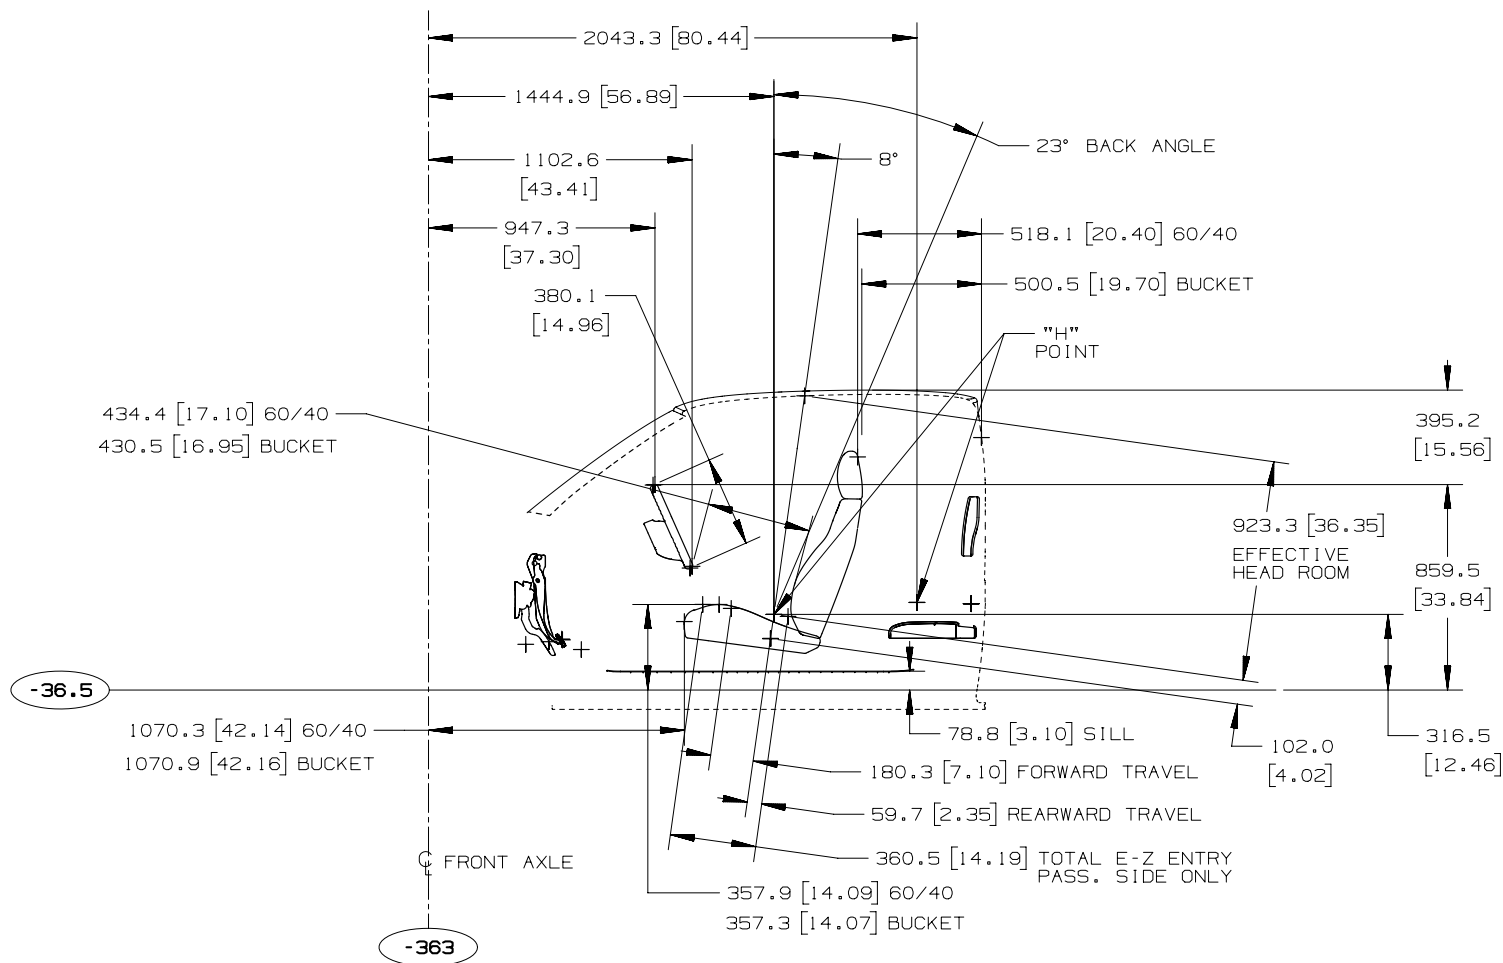 2043.3 [80.44]
1444.9 [56.89]
23° BACK ANGLE
8°
1102.6
[43.41]
947.3
[37.30]
518.1 [20.40] 60/40
500.5 [19.70] BUCKET
380.1
[14.96]
"H"
POINT
434.4 [17.10] 60/40
430.5 [16.95] BUCKET
395.2
[15.56]
923.3 [36.35]
EFFECTIVE
HEAD ROOM
859.5
[33.84]
-36.5
1070.3 [42.14] 60/40
1070.9 [42.16] BUCKET
78.8 [3.10] SILL
102.0
[4.02]
316.5
[12.46]
180.3 [7.10] FORWARD TRAVEL
59.7 [2.35] REARWARD TRAVEL
360.5 [14.19] TOTAL E-Z ENTRY
PASS. SIDE ONLY
℄ FRONT AXLE
357.9 [14.09] 60/40
357.3 [14.07] BUCKET
-363